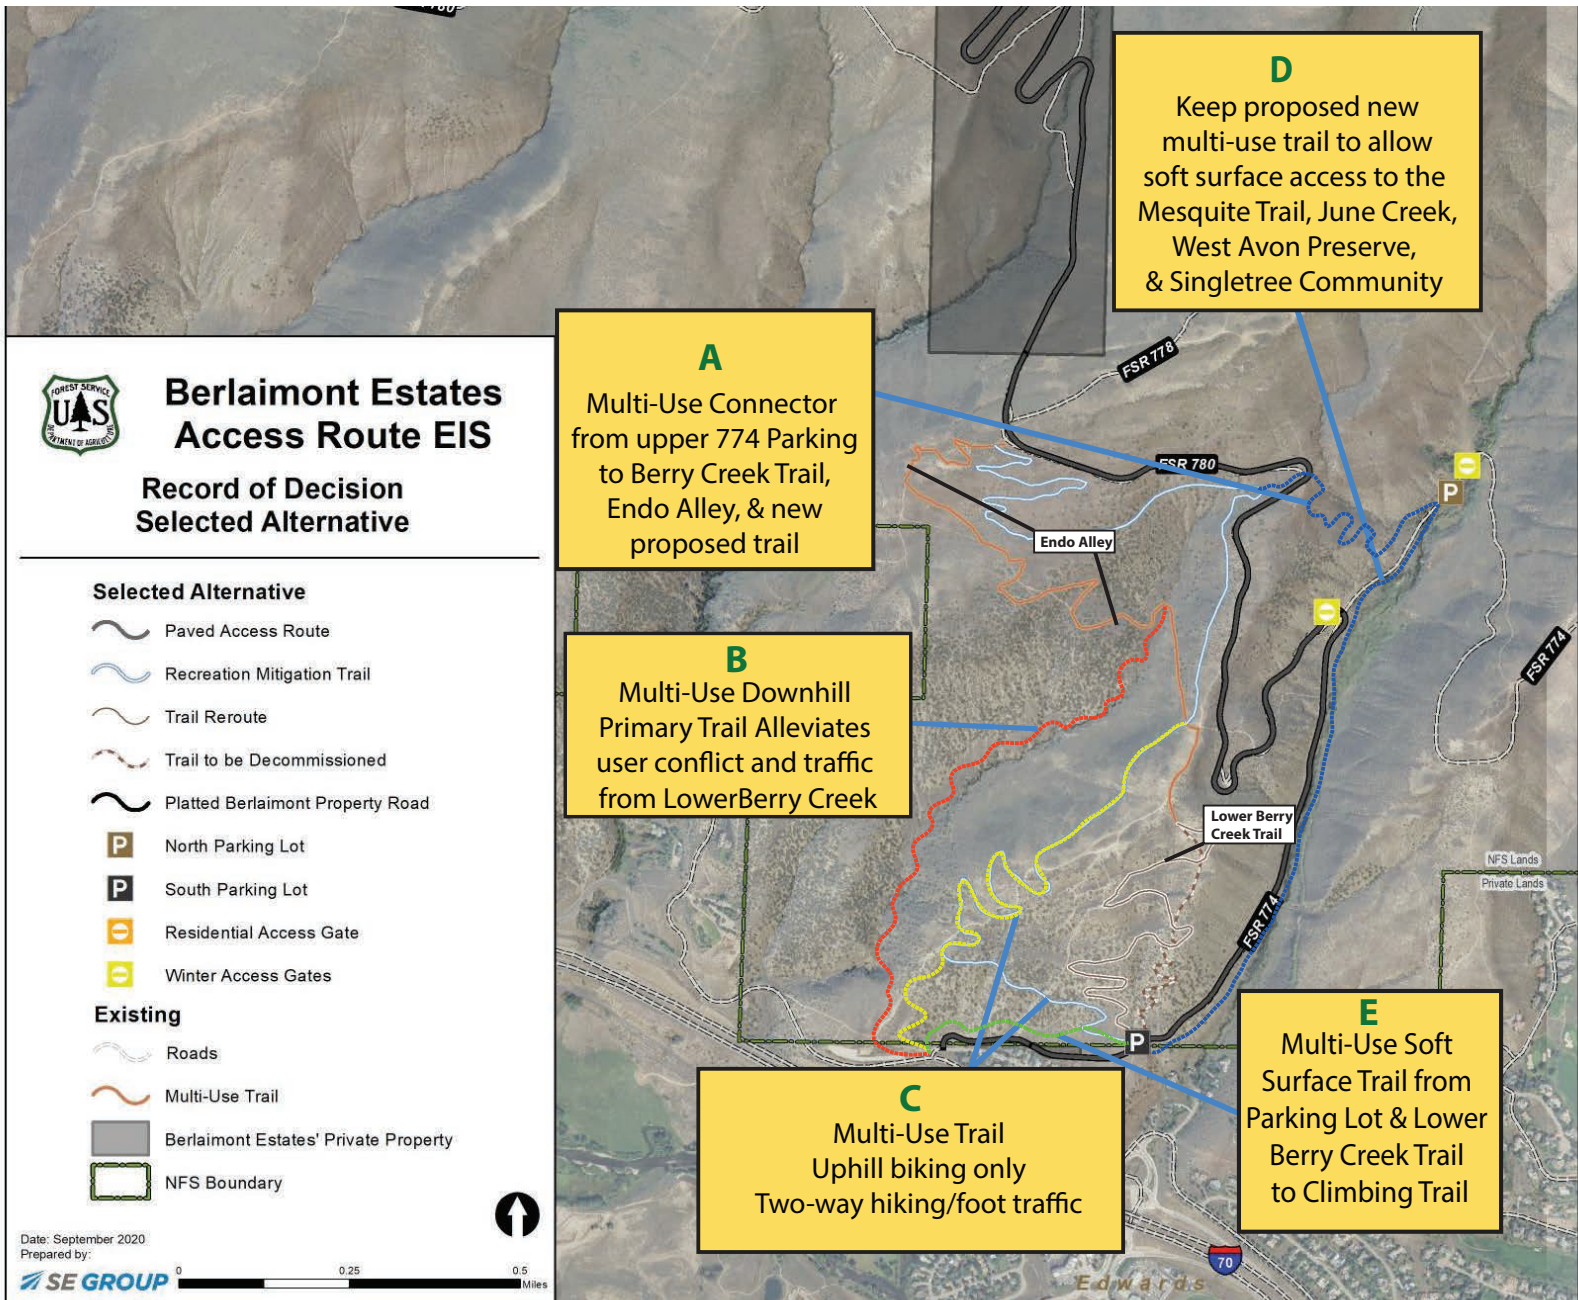 D
Keep proposed new
multi-use trail to allow
soft surface access to the
Mesquite Trail, June Creek,
West Avon Preserve,
& Singletree Community
A
Multi-Use Connector
from upper 774 Parking
to Berry Creek Trail,
Endo Alley, & new
proposed trail
FSR 778
FSR 780
P
Endo Alley
FSR 774
B
Multi-Use Downhill
Primary Trail Alleviates
user conflict and traffic
from LowerBerry Creek
Lower Berry
Creek Trail
NFS Lands
Private Lands
FSR 774
P
C
Multi-Use Trail
Uphill biking only
Two-way hiking/foot traffic
E
Multi-Use Soft
Surface Trail from
Parking Lot & Lower
Berry Creek Trail
to Climbing Trail
70
Edwards
FOREST SERVICE
U S
DEPARTMENT OF AGRICULTURE
Berlaimont Estates
Access Route EIS
Record of Decision
Selected Alternative
Selected Alternative
Paved Access Route
Recreation Mitigation Trail
Trail Reroute
Trail to be Decommissioned
Platted Berlaimont Property Road
P North Parking Lot
P South Parking Lot
Residential Access Gate
Winter Access Gates
Existing
Roads
Multi-Use Trail
Berlaimont Estates' Private Property
NFS Boundary
Date: September 2020
Prepared by:
SE GROUP
0 0.25 0.5
Miles